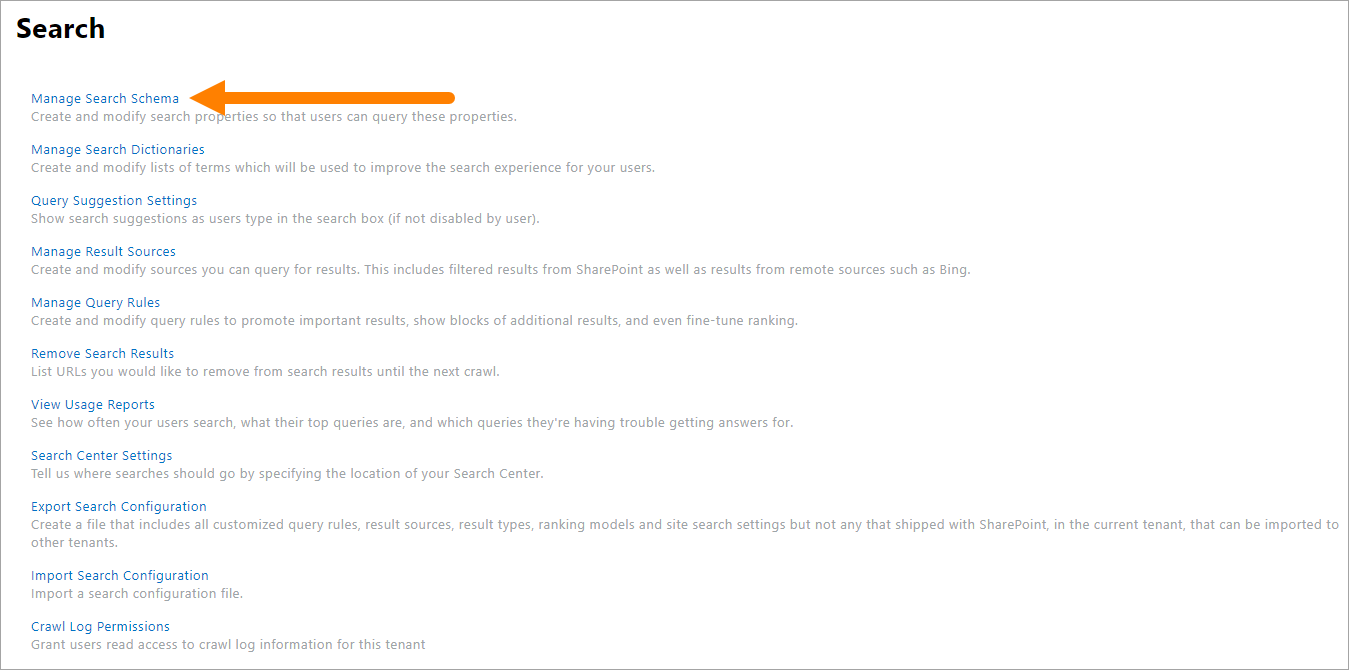 Search
Manage Search Schema
Create and modify search properties so that users can query these properties.
Manage Search Dictionaries
Create and modify lists of terms which will be used to improve the search experience for your users.
Query Suggestion Settings
Show search suggestions as users type in the search box (if not disabled by user).
Manage Result Sources
Create and modify sources you can query for results. This includes filtered results from SharePoint as well as results from remote sources such as Bing.
Manage Query Rules
Create and modify query rules to promote important results, show blocks of additional results, and even fine-tune ranking.
Remove Search Results
List URLs you would like to remove from search results until the next crawl.
View Usage Reports
See how often your users search, what their top queries are, and which queries they're having trouble getting answers for.
Search Center Settings
Tell us where searches should go by specifying the location of your Search Center.
Export Search Configuration
Create a file that includes all customized query rules, result sources, result types, ranking models and site search settings but not any that shipped with SharePoint, in the current tenant, that can be imported to
other tenants.
Import Search Configuration
Import a search configuration file.
Crawl Log Permissions
Grant users read access to crawl log information for this tenant